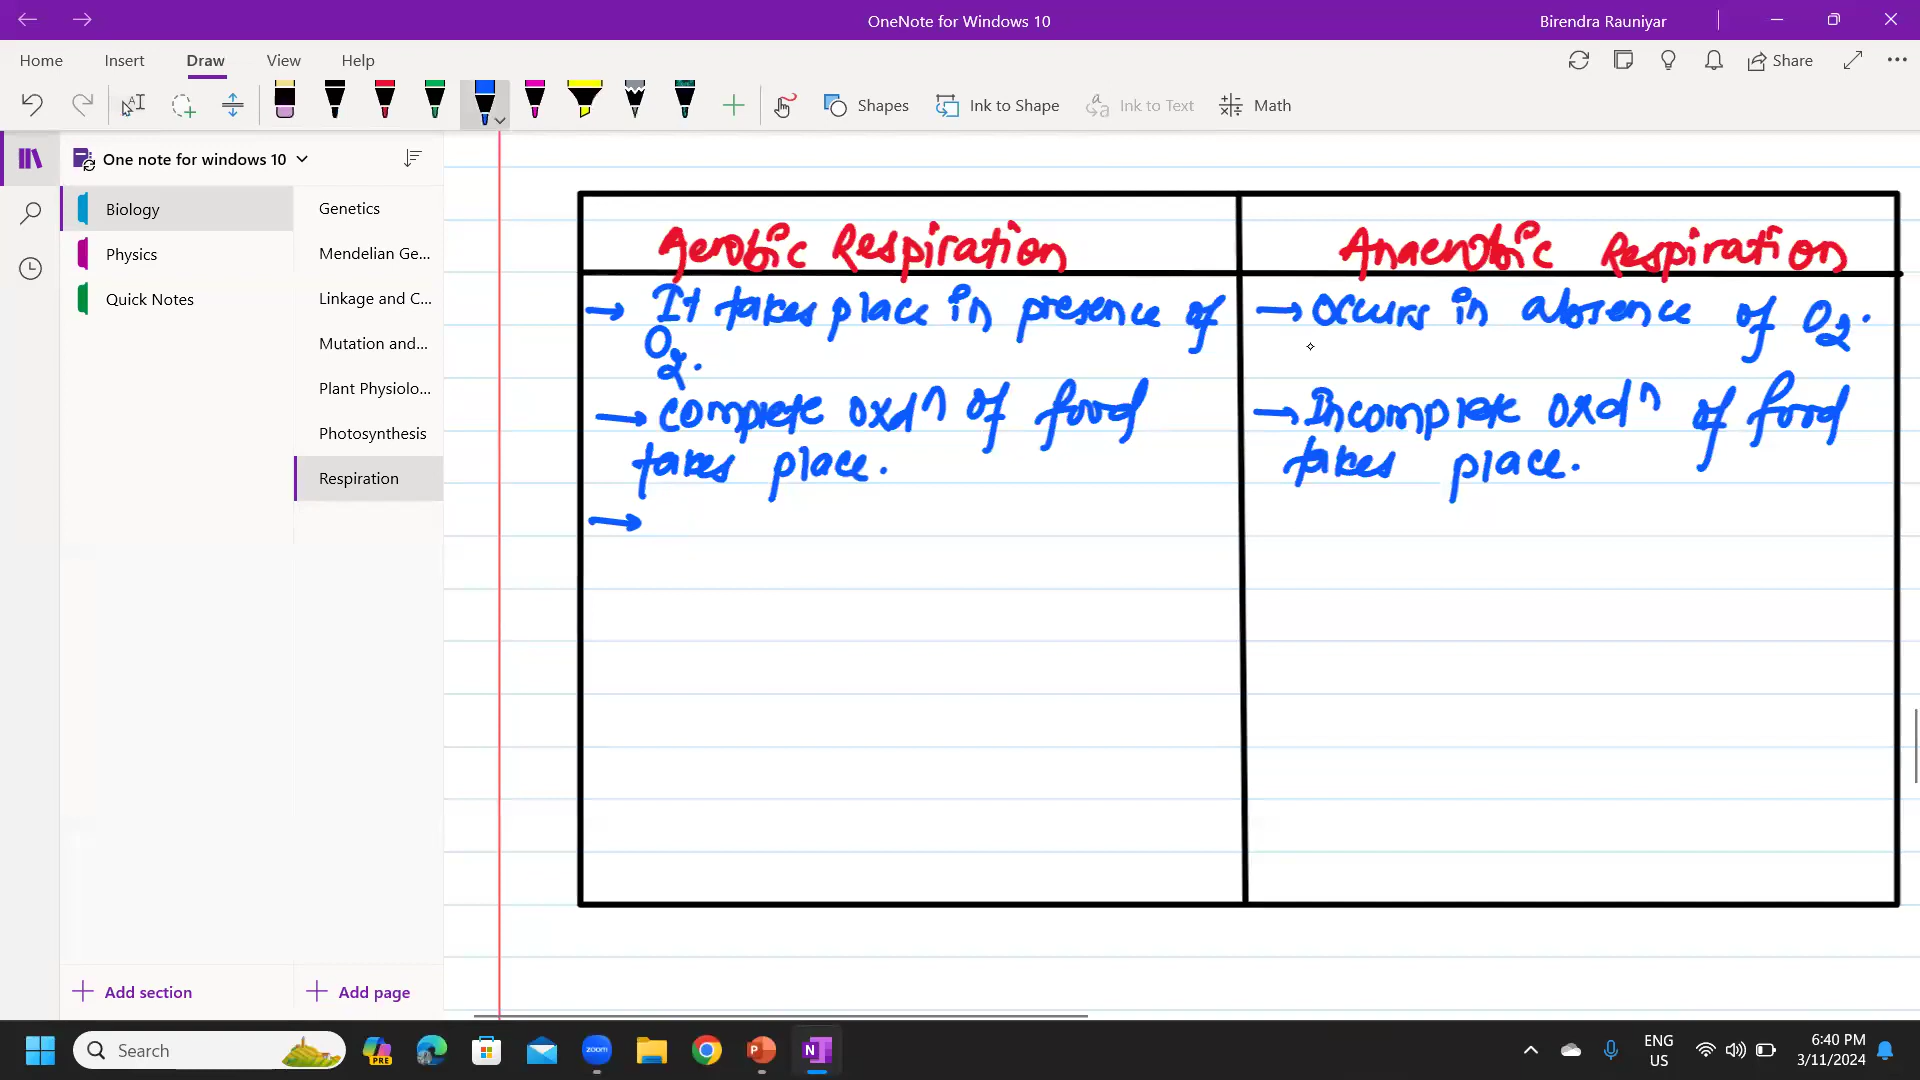 OneNote for Windows 10
Birendra Rauniyar
Home Insert Draw View Help
Share
Shapes Ink to Shape Ink to Text Math
One note for windows 10
Biology
Physics
Quick Notes
Genetics
Mendelian Ge...
Linkage and C...
Mutation and...
Plant Physiolo...
Photosynthesis
Respiration
Aerobic Respiration
→ It takes place in presence of
O2.
→ complete oxdn of food
takes place.
→
Anaerobic Respiration
→ Occurs in absence of O2.
→ Incomplete oxdn of food
takes place.
+ Add section
+ Add page
Search
PRE
zoom
ENG
US
6:40 PM
3/11/2024